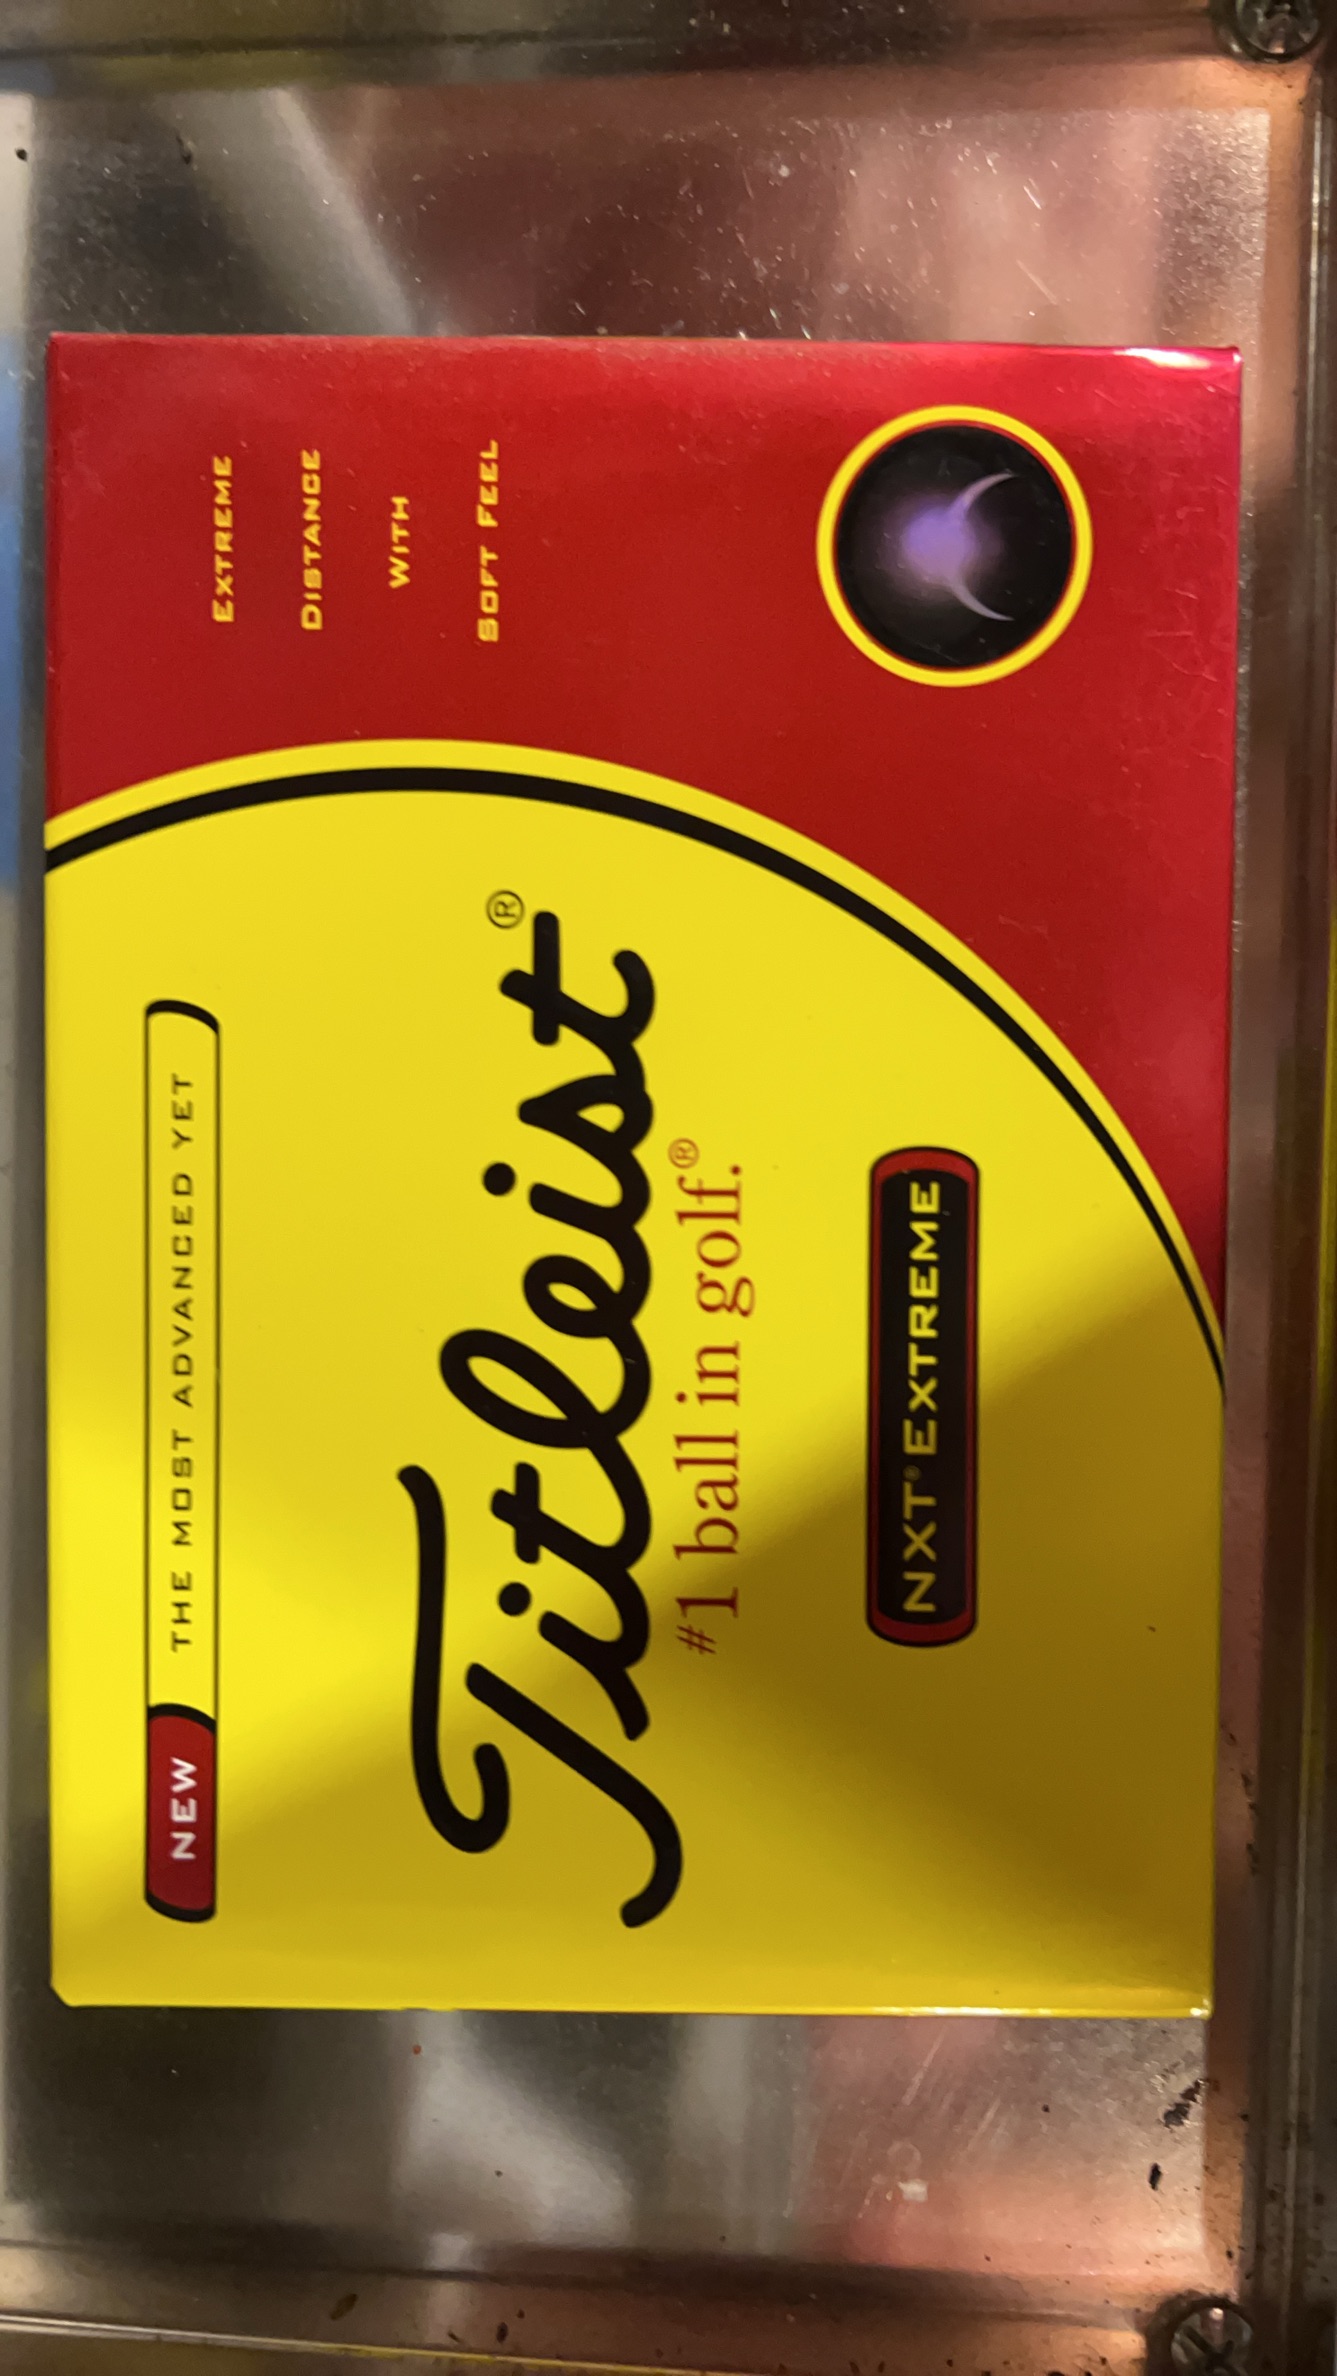 NEW THE MOST ADVANCED YET
Titleist®
#1 ball in golf.®
NXT® EXTREME
EXTREME
DISTANCE
WITH
SOFT FEEL